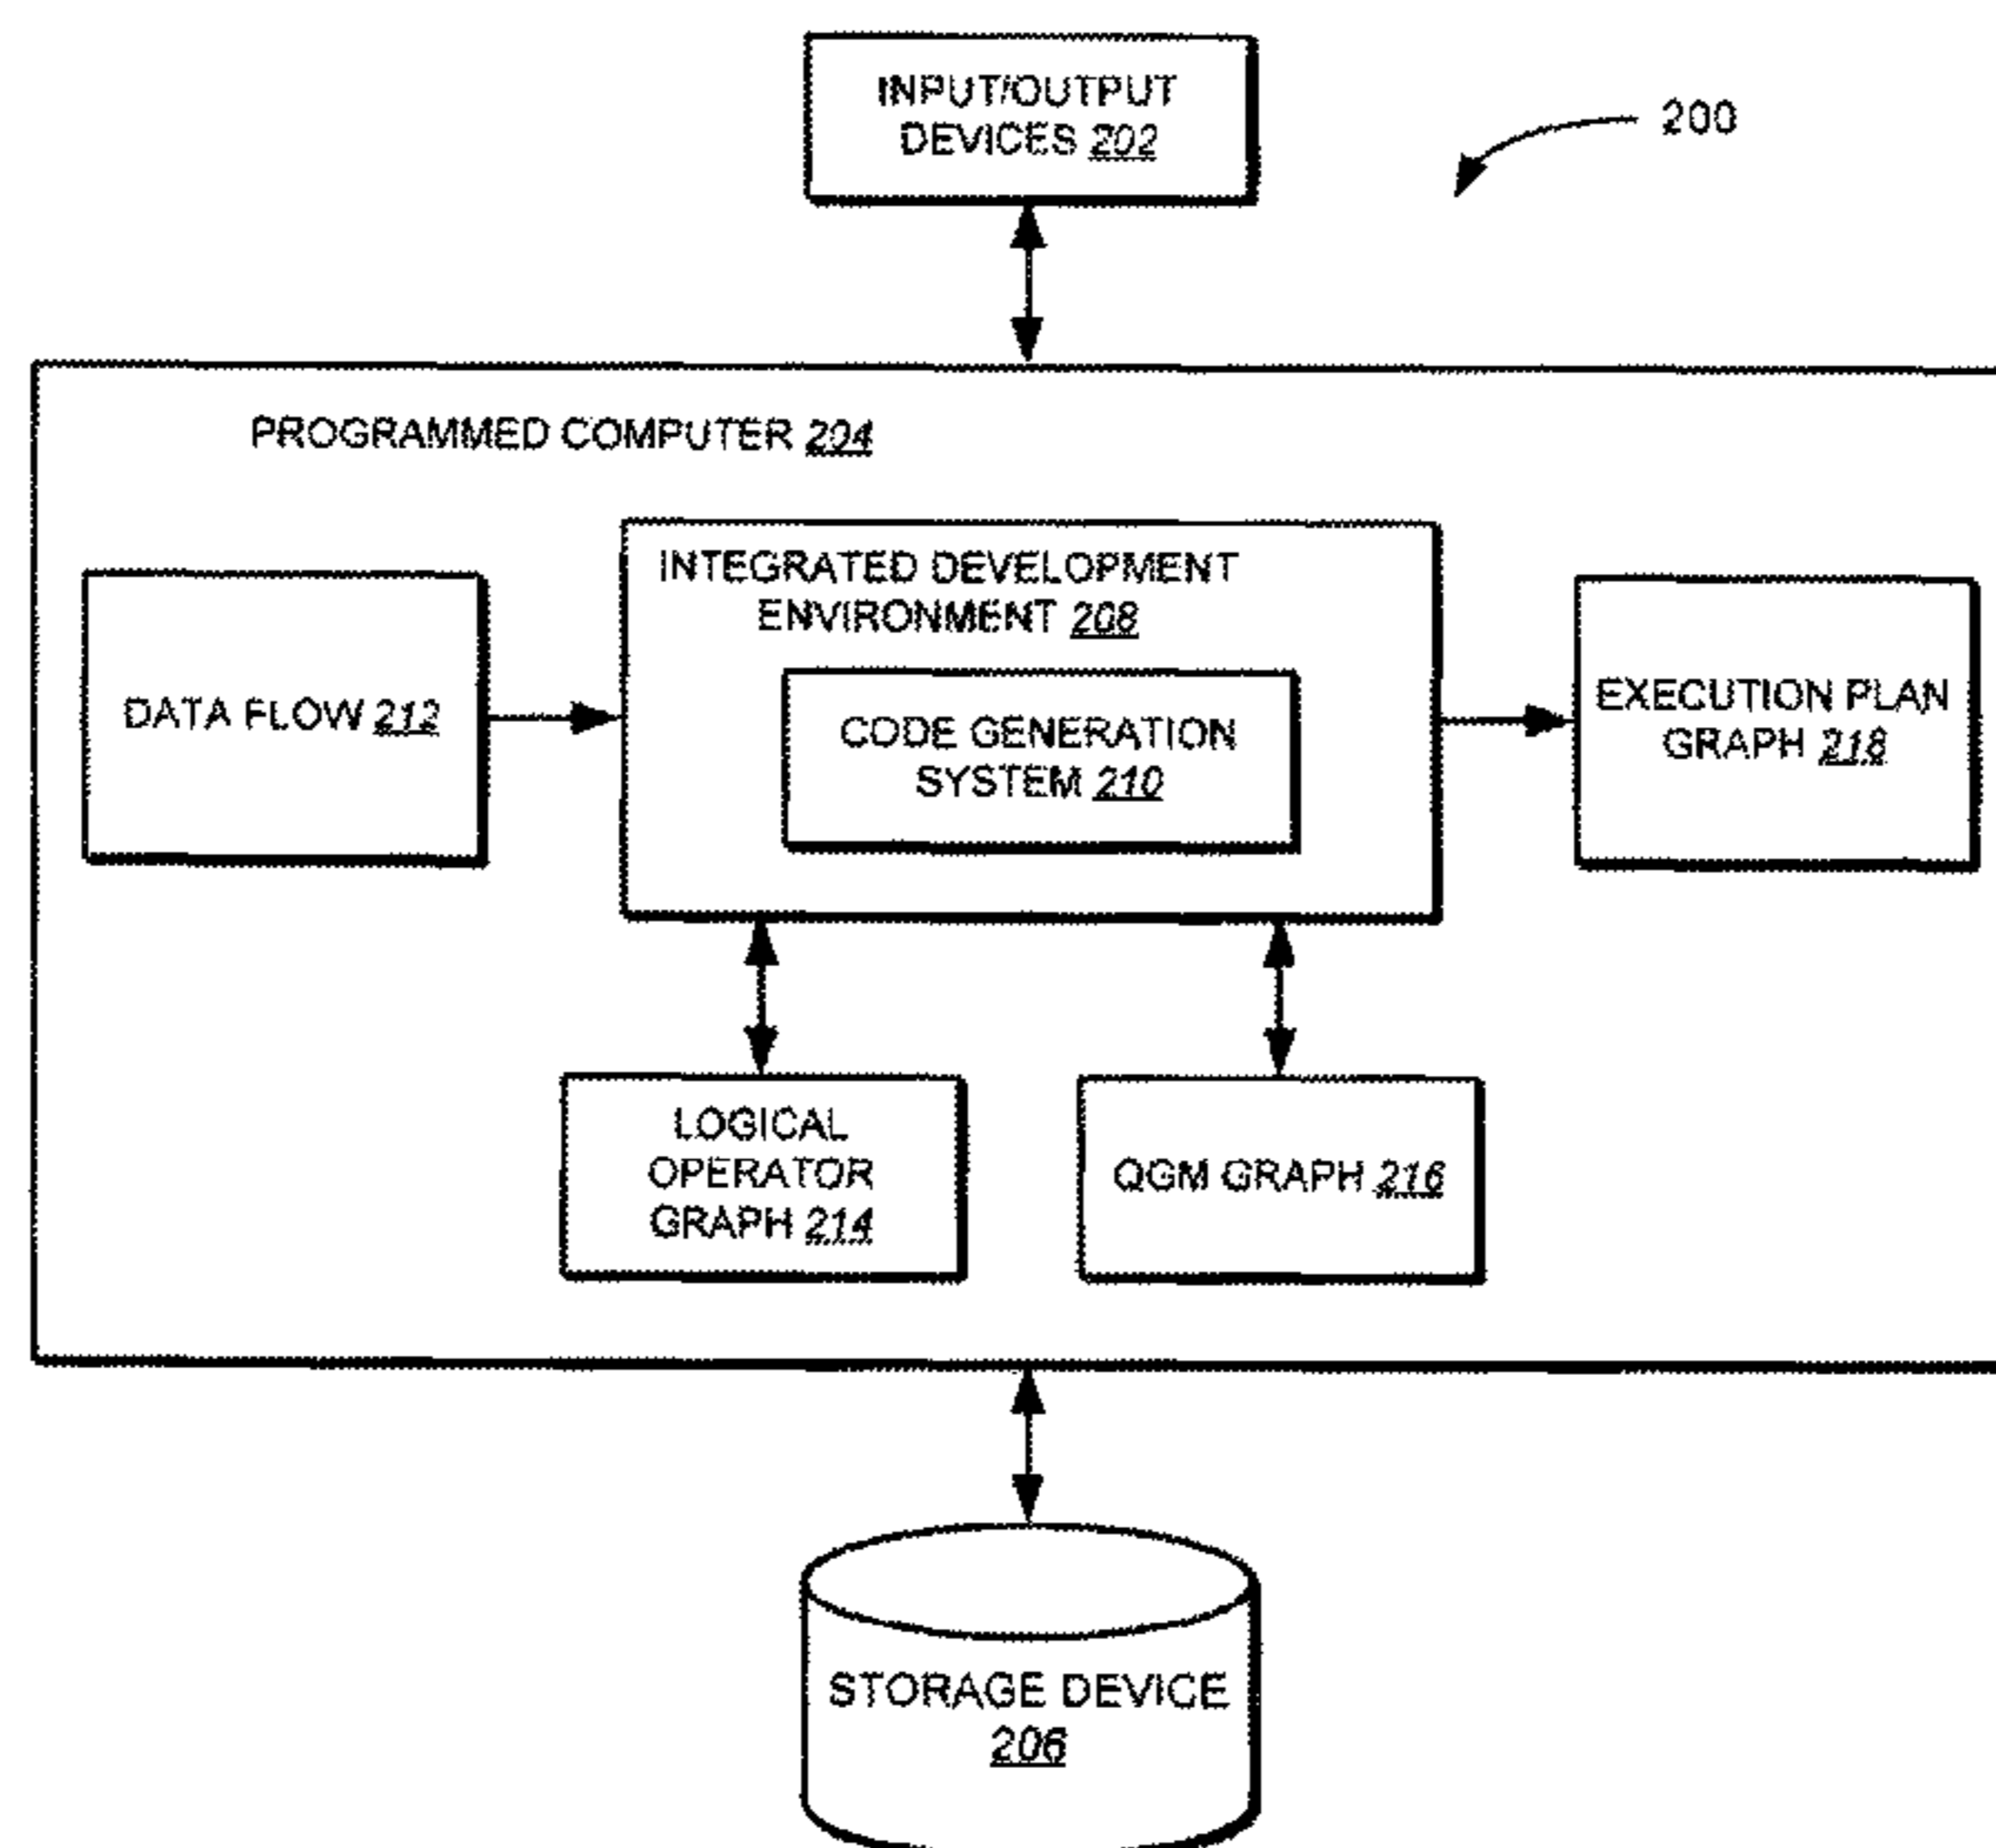 INPUT/OUTPUT
DEVICES 202
200
PROGRAMMED COMPUTER 204
INTEGRATED DEVELOPMENT
ENVIRONMENT 208
DATA FLOW 212
CODE GENERATION
SYSTEM 210
EXECUTION PLAN
GRAPH 218
LOGICAL
OPERATOR
GRAPH 214
QGM GRAPH 216
STORAGE DEVICE
206